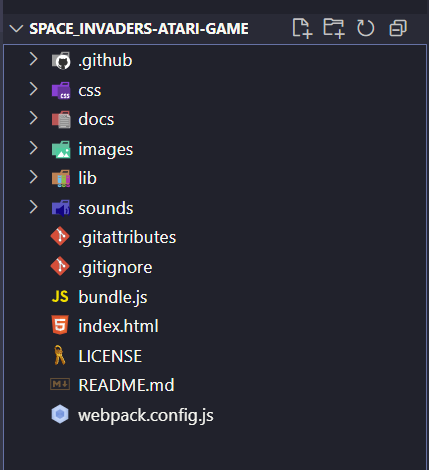 SPACE_INVADERS-ATARI-GAME
.github
css
docs
images
lib
sounds
.gitattributes
.gitignore
JS bundle.js
index.html
LICENSE
README.md
webpack.config.js